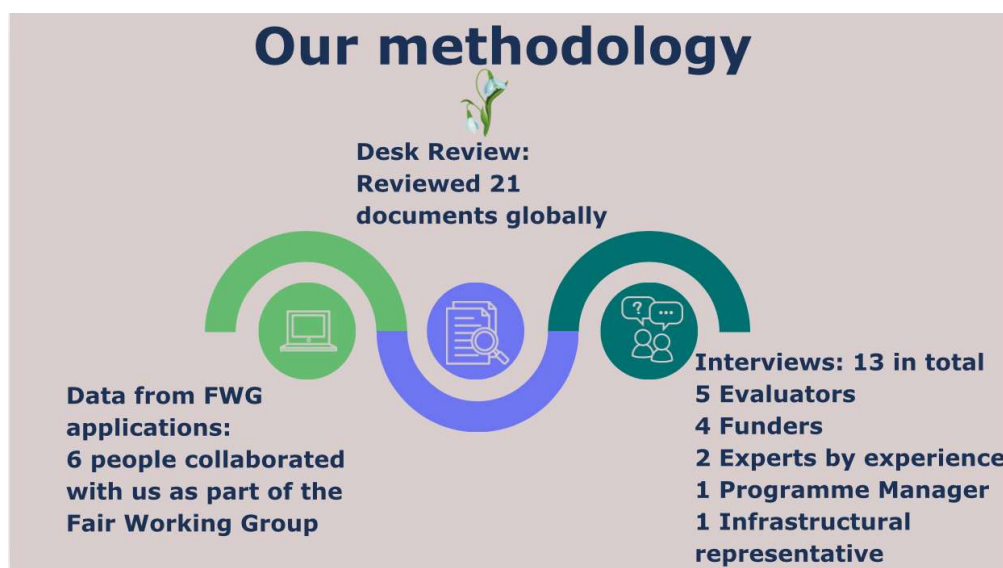 Our methodology
Desk Review:
Reviewed 21
documents globally
?
...
Data from FWG
applications:
6 people collaborated
with us as part of the
Fair Working Group
Interviews: 13 in total
5 Evaluators
4 Funders
2 Experts by experience
1 Programme Manager
1 Infrastructural
representative